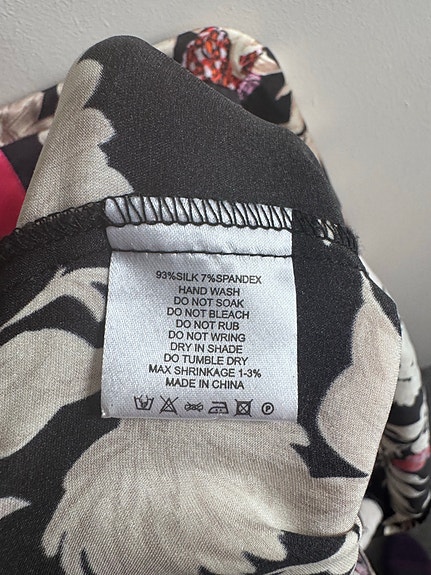 93%SILK 7%SPANDEX
HAND WASH
DO NOT SOAK
DO NOT BLEACH
DO NOT RUB
DO NOT WRING
DRY IN SHADE
DO TUMBLE DRY
MAX SHRINKAGE 1-3%
MADE IN CHINA
P